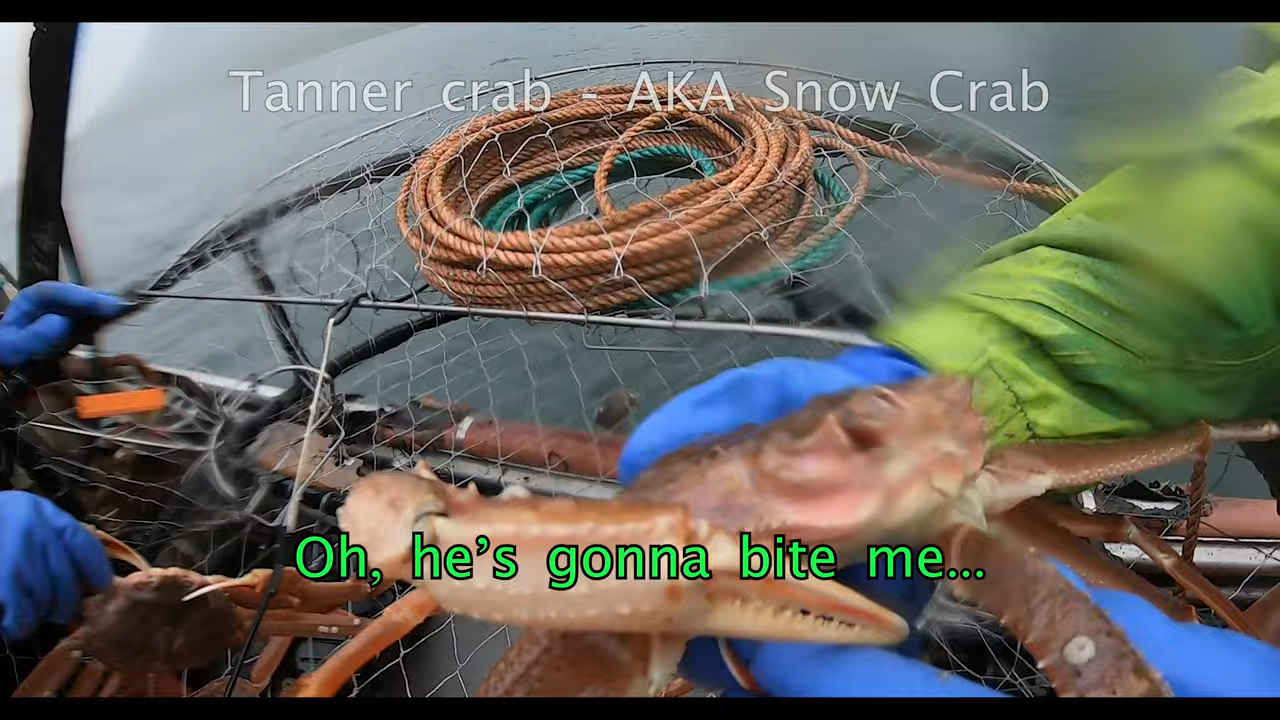 Tanner crab - AKA Snow Crab
Oh, he’s gonna bite me...